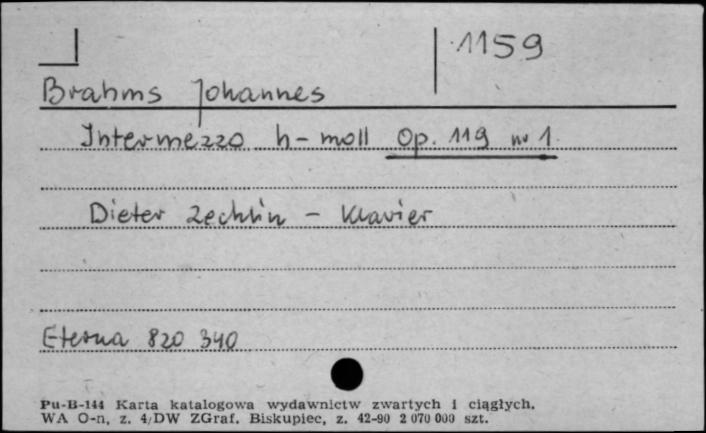 1159
Brahms Johannes
Intermezzo h-moll Op. 119 nr 1
Dieter Zechlin - Klavier
Eterna 820 340
Pu-B-144 Karta katalogowa wydawnictw zwartych i ciągłych.
WA O-n, z. 4/DW ZGraf. Biskupiec, z. 42-90 2 070 000 szt.